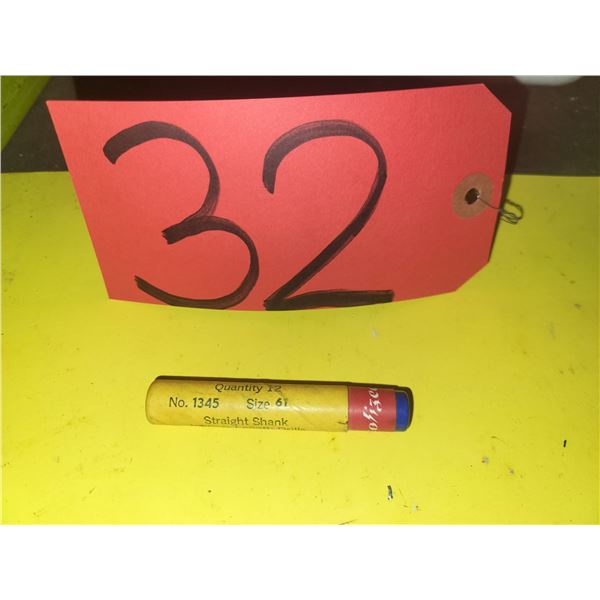 32
Quantity 12
No. 1345 Size 61
Straight Shank